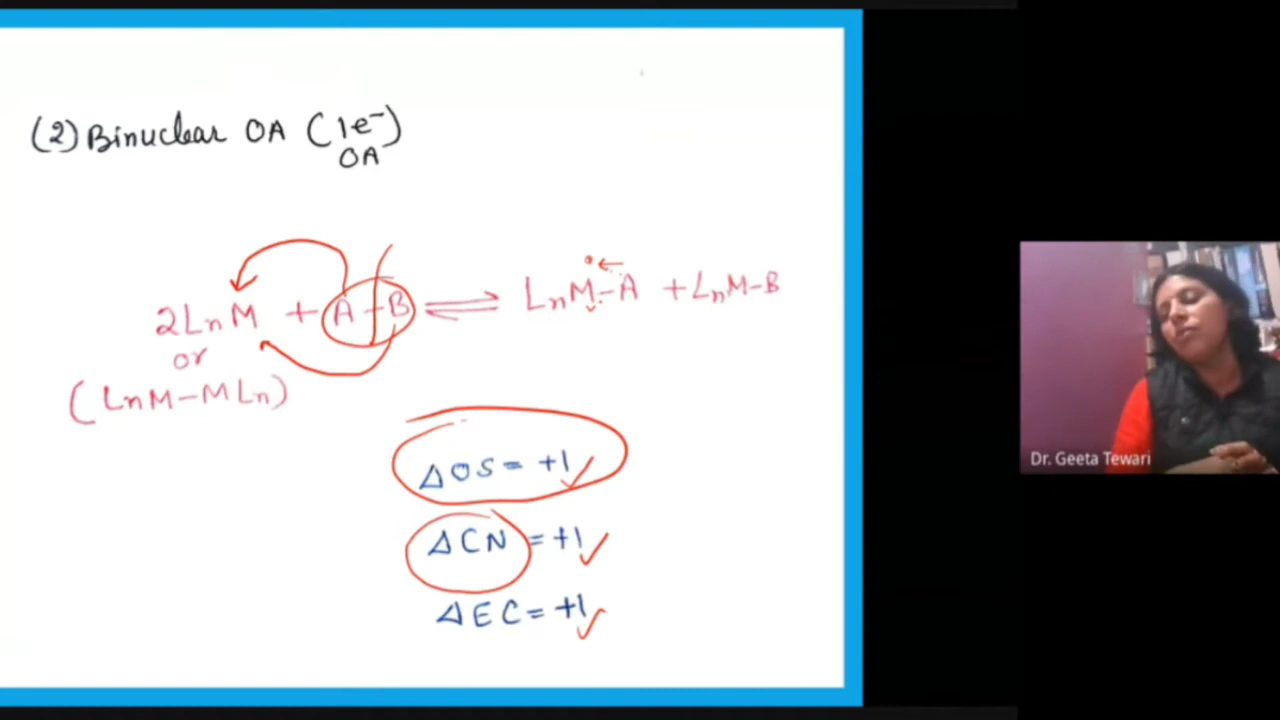 (2) Binuclear OA (1e⁻)
OA
2LnM + A-B ⇌ LnM-A + LnM-B
or
(LnM-MLn)
ΔOS = +1
ΔCN = +1
ΔEC = +1
Dr. Geeta Tewari